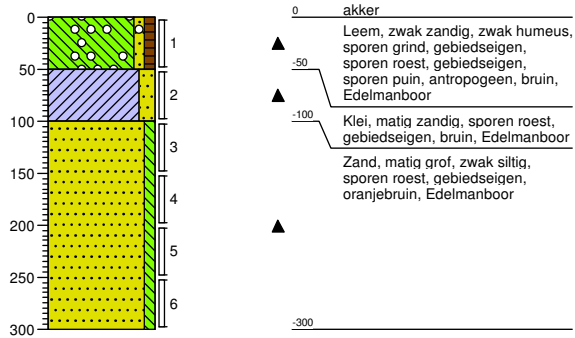 0
50
100
150
200
250
300
1
2
3
4
5
6
0 akker
Leem, zwak zandig, zwak humeus,
sporen grind, gebiedseigen,
sporen roest, gebiedseigen,
sporen puin, antropogeen, bruin,
Edelmanboor
-50
Klei, matig zandig, sporen roest,
gebiedseigen, bruin, Edelmanboor
-100
Zand, matig grof, zwak siltig,
sporen roest, gebiedseigen,
oranjebruin, Edelmanboor
-300